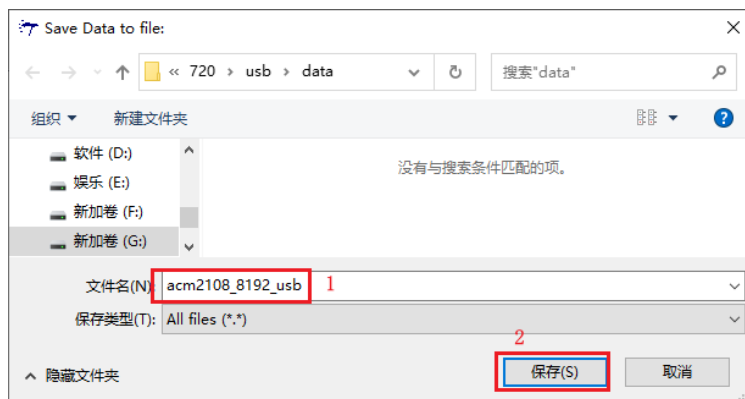 Save Data to file:
« 720 › usb › data
搜索"data"
组织 新建文件夹
软件 (D:)
娱乐 (E:)
新加卷 (F:)
新加卷 (G:)
没有与搜索条件匹配的项。
文件名(N): acm2108_8192_usb 1
保存类型(T): All files (*.*)
2
隐藏文件夹 保存(S) 取消